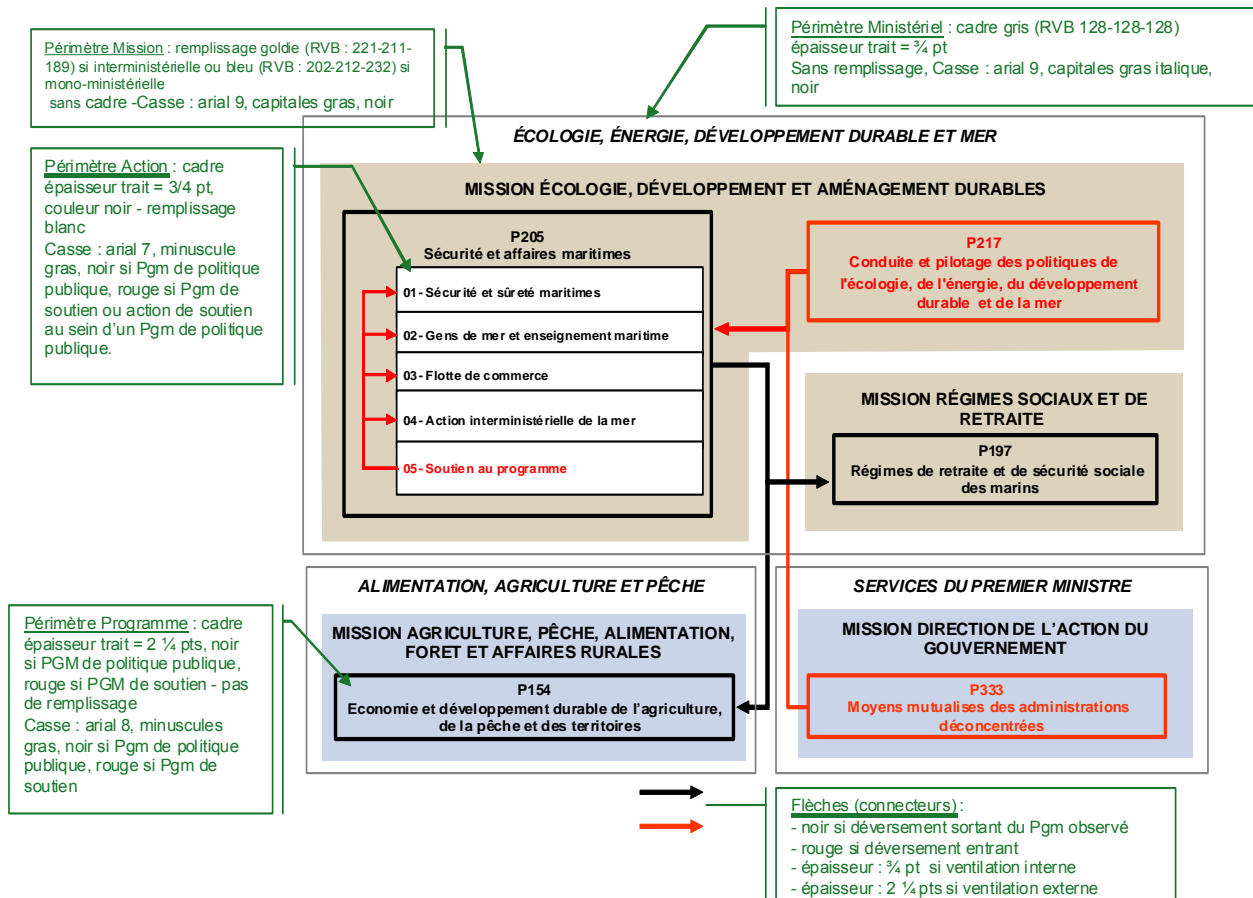 Périmètre Mission : remplissage goldie (RVB : 221-211-
189) si interministérielle ou bleu (RVB : 202-212-232) si
mono-ministérielle
sans cadre -Casse : arial 9, capitales gras, noir
Périmètre Ministériel : cadre gris (RVB 128-128-128)
épaisseur trait = ¾ pt
Sans remplissage, Casse : arial 9, capitales gras italique,
noir
ÉCOLOGIE, ÉNERGIE, DÉVELOPPEMENT DURABLE ET MER
Périmètre Action : cadre
épaisseur trait = 3/4 pt,
couleur noir - remplissage
blanc
Casse : arial 7, minuscule
gras, noir si Pgm de politique
publique, rouge si Pgm de
soutien ou action de soutien
au sein d'un Pgm de politique
publique.
MISSION ÉCOLOGIE, DÉVELOPPEMENT ET AMÉNAGEMENT DURABLES
P205
Sécurité et affaires maritimes
01- Sécurité et sûreté maritimes
02- Gens de mer et enseignement maritime
03- Flotte de commerce
04- Action interministérielle de la mer
05- Soutien au programme
P217
Conduite et pilotage des politiques de
l'écologie, de l'énergie, du développement
durable et de la mer
MISSION RÉGIMES SOCIAUX ET DE
RETRAITE
P197
Régimes de retraite et de sécurité sociale
des marins
ALIMENTATION, AGRICULTURE ET PÊCHE
MISSION AGRICULTURE, PÊCHE, ALIMENTATION,
FORET ET AFFAIRES RURALES
P154
Economie et développement durable de l'agriculture,
de la pêche et des territoires
SERVICES DU PREMIER MINISTRE
MISSION DIRECTION DE L'ACTION DU
GOUVERNEMENT
P333
Moyens mutualises des administrations
déconcentrées
Périmètre Programme : cadre
épaisseur trait = 2 ¼ pts, noir
si PGM de politique publique,
rouge si PGM de soutien - pas
de remplissage
Casse : arial 8, minuscules
gras, noir si Pgm de politique
publique, rouge si Pgm de
soutien
Flèches (connecteurs) :
- noir si déversement sortant du Pgm observé
- rouge si déversement entrant
- épaisseur : ¾ pt si ventilation interne
- épaisseur : 2 ¼ pts si ventilation externe